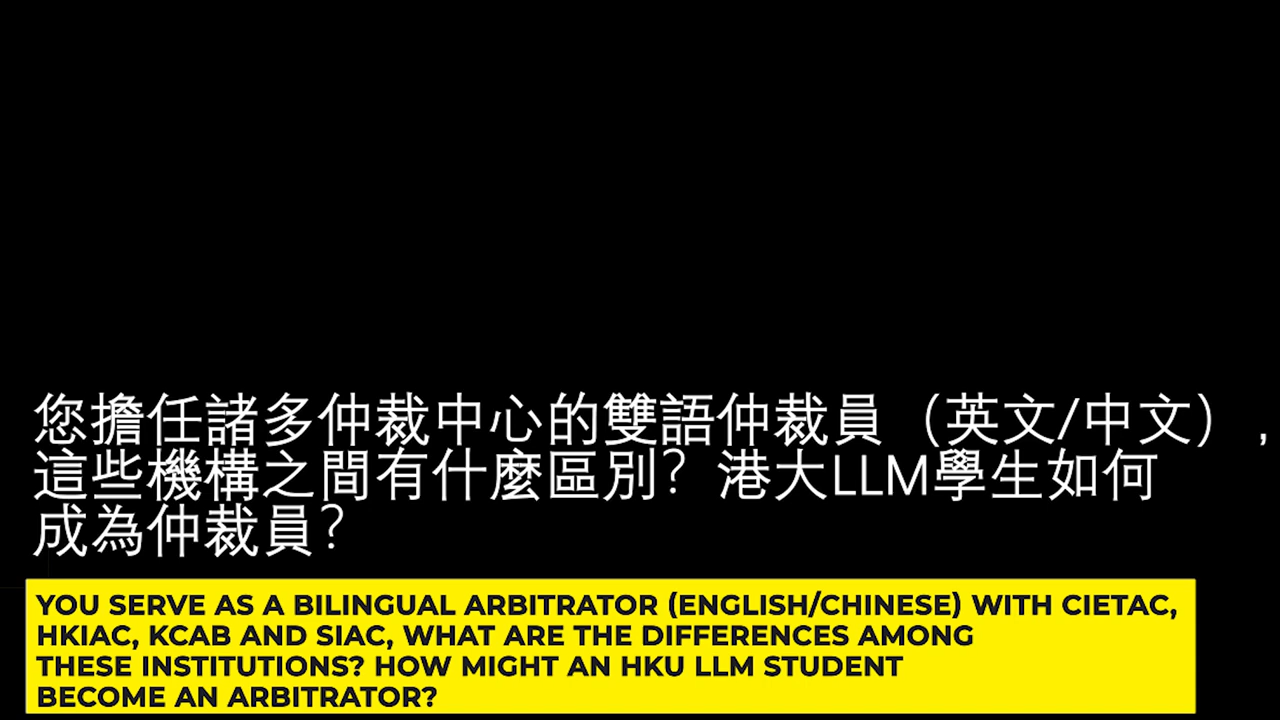 您擔任諸多仲裁中心的雙語仲裁員（英文/中文），
這些機構之間有什麼區別？港大LLM學生如何
成為仲裁員？
YOU SERVE AS A BILINGUAL ARBITRATOR (ENGLISH/CHINESE) WITH CIETAC,
HKIAC, KCAB AND SIAC, WHAT ARE THE DIFFERENCES AMONG
THESE INSTITUTIONS? HOW MIGHT AN HKU LLM STUDENT
BECOME AN ARBITRATOR?